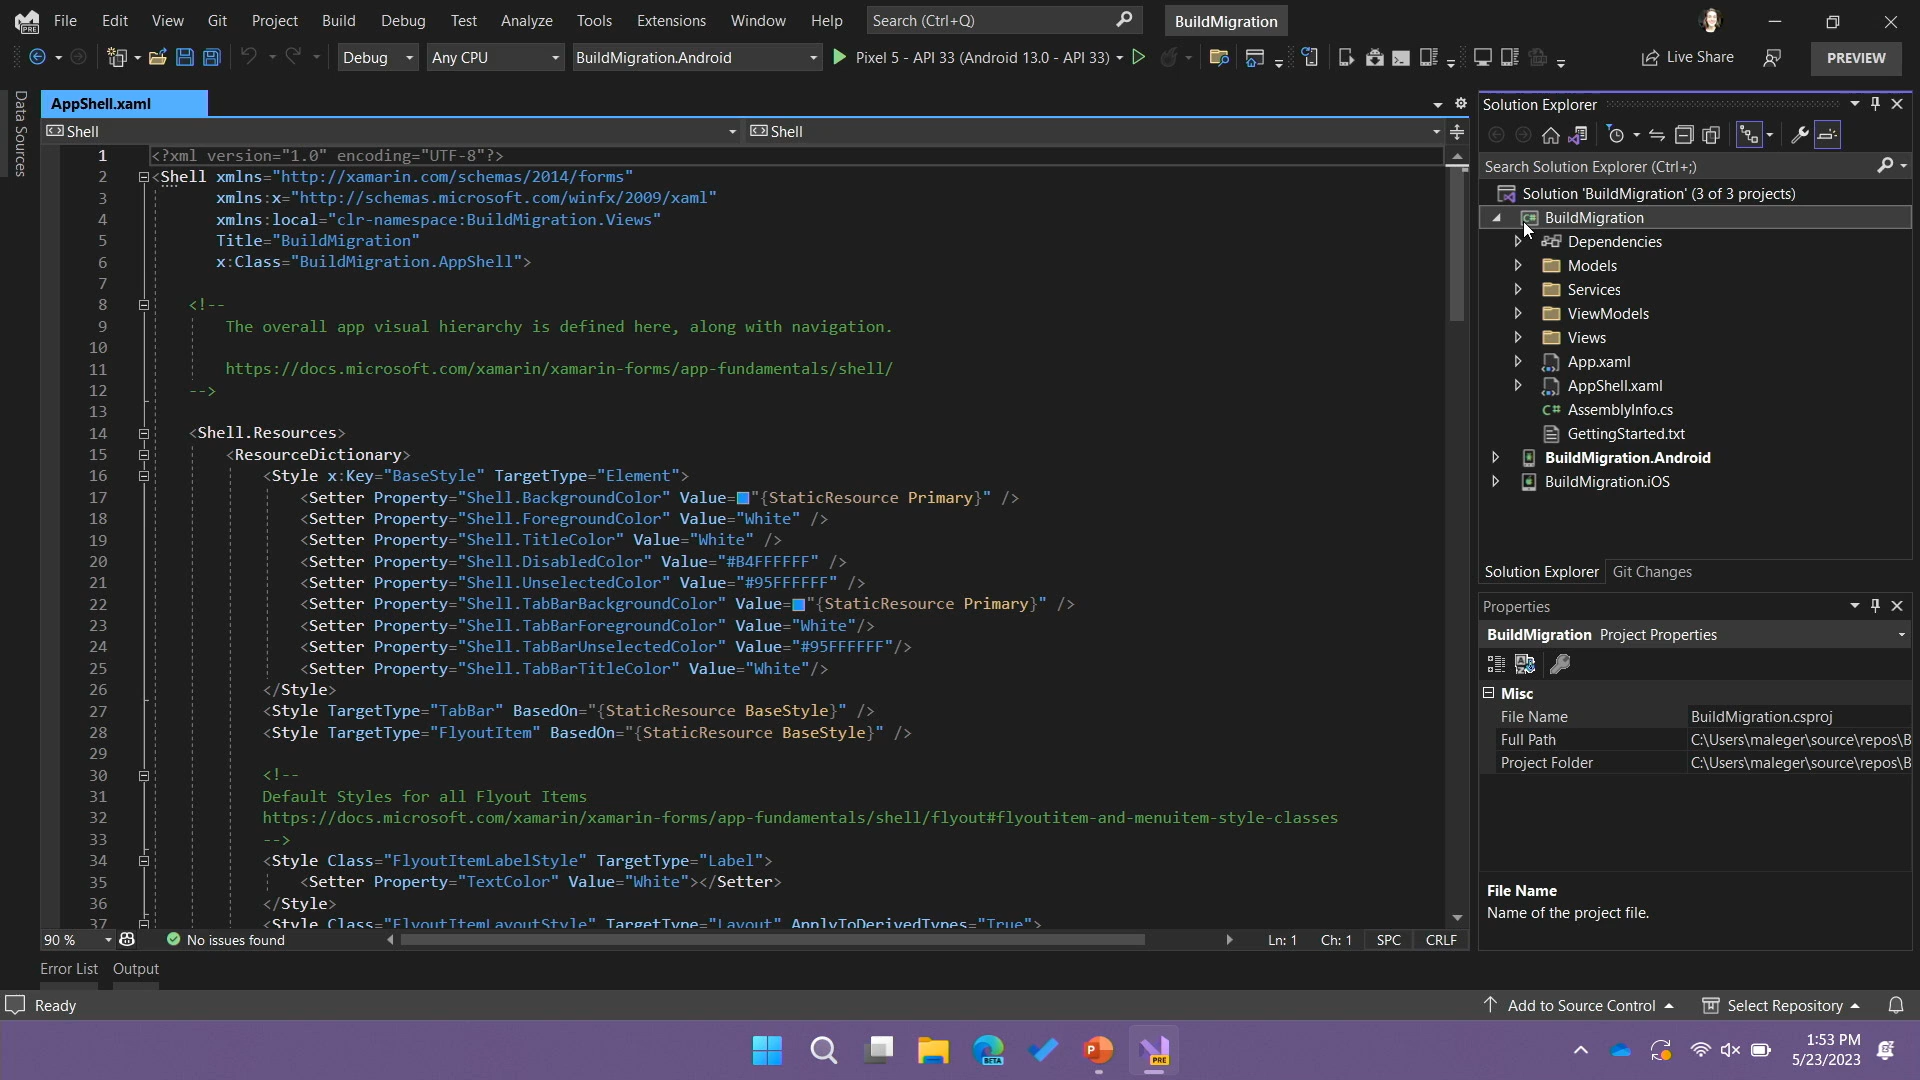 File Edit View Git Project Build Debug Test Analyze Tools Extensions Window Help Search (Ctrl+Q) BuildMigration
Debug Any CPU BuildMigration.Android Pixel 5 - API 33 (Android 13.0 - API 33) Live Share PREVIEW
Data Sources
AppShell.xaml
Shell Shell
1 <?xml version="1.0" encoding="UTF-8"?>
2 <Shell xmlns="http://xamarin.com/schemas/2014/forms"
3 xmlns:x="http://schemas.microsoft.com/winfx/2009/xaml"
4 xmlns:local="clr-namespace:BuildMigration.Views"
5 Title="BuildMigration"
6 x:Class="BuildMigration.AppShell">
7
8 <!--
9 The overall app visual hierarchy is defined here, along with navigation.
10
11 https://docs.microsoft.com/xamarin/xamarin-forms/app-fundamentals/shell/
12 -->
13
14 <Shell.Resources>
15 <ResourceDictionary>
16 <Style x:Key="BaseStyle" TargetType="Element">
17 <Setter Property="Shell.BackgroundColor" Value="{StaticResource Primary}" />
18 <Setter Property="Shell.ForegroundColor" Value="White" />
19 <Setter Property="Shell.TitleColor" Value="White" />
20 <Setter Property="Shell.DisabledColor" Value="#B4FFFFFF" />
21 <Setter Property="Shell.UnselectedColor" Value="#95FFFFFF" />
22 <Setter Property="Shell.TabBarBackgroundColor" Value="{StaticResource Primary}" />
23 <Setter Property="Shell.TabBarForegroundColor" Value="White"/>
24 <Setter Property="Shell.TabBarUnselectedColor" Value="#95FFFFFF"/>
25 <Setter Property="Shell.TabBarTitleColor" Value="White"/>
26 </Style>
27 <Style TargetType="TabBar" BasedOn="{StaticResource BaseStyle}" />
28 <Style TargetType="FlyoutItem" BasedOn="{StaticResource BaseStyle}" />
29
30 <!--
31 Default Styles for all Flyout Items
32 https://docs.microsoft.com/xamarin/xamarin-forms/app-fundamentals/shell/flyout#flyoutitem-and-menuitem-style-classes
33 -->
34 <Style Class="FlyoutItemLabelStyle" TargetType="Label">
35 <Setter Property="TextColor" Value="White"></Setter>
36 </Style>
37 <Style Class="FlyoutItemLayoutStyle" TargetType="Layout" ApplyToDerivedTypes="True">
90 % No issues found Ln: 1 Ch: 1 SPC CRLF
Error List Output
Solution Explorer
Search Solution Explorer (Ctrl+;)
Solution 'BuildMigration' (3 of 3 projects)
BuildMigration
Dependencies
Models
Services
ViewModels
Views
App.xaml
AppShell.xaml
C# AssemblyInfo.cs
GettingStarted.txt
BuildMigration.Android
BuildMigration.iOS
Solution Explorer Git Changes
Properties
BuildMigration Project Properties
Misc
File Name BuildMigration.csproj
Full Path C:\Users\maleger\source\repos\B
Project Folder C:\Users\maleger\source\repos\B
File Name
Name of the project file.
Ready Add to Source Control Select Repository
1:53 PM
5/23/2023